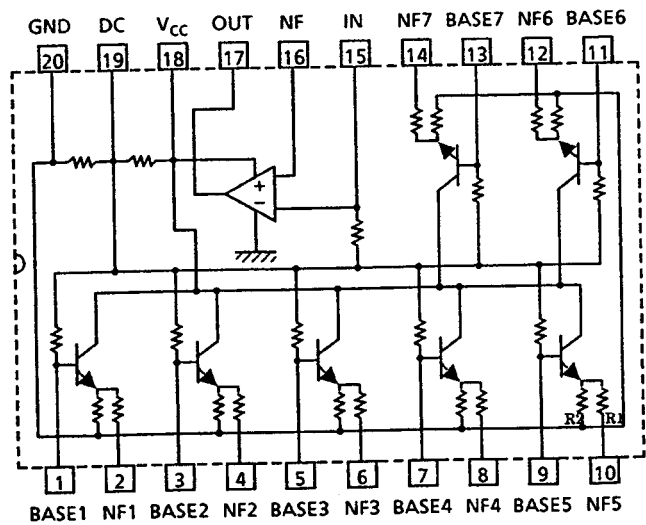 GND DC VCC OUT NF IN NF7 BASE7 NF6 BASE6
20 19 18 17 16 15 14 13 12 11
+
−
R2 R1
1 2 3 4 5 6 7 8 9 10
BASE1 NF1 BASE2 NF2 BASE3 NF3 BASE4 NF4 BASE5 NF5